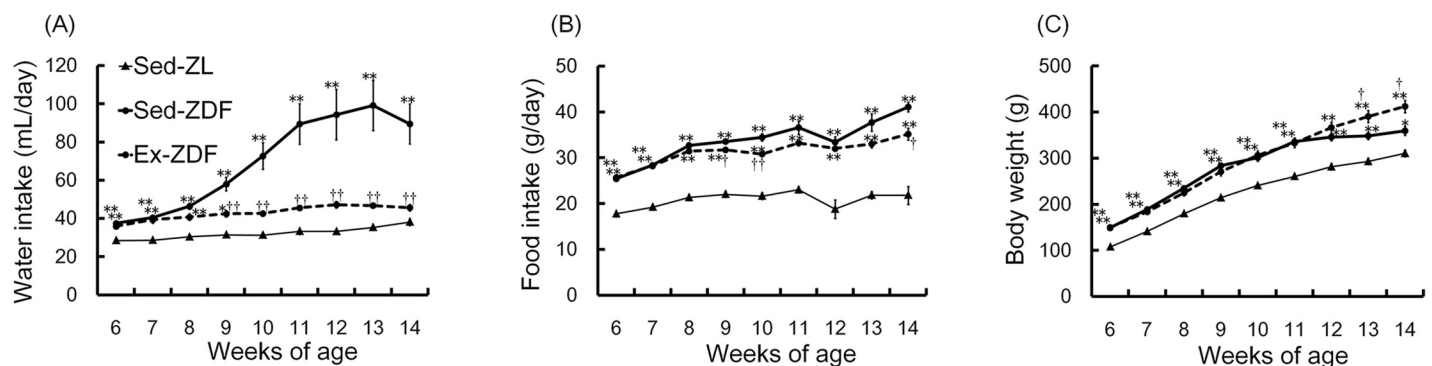 (A)
Water intake (mL/day)
120
100
80
60
40
20
0
Sed-ZL
Sed-ZDF
Ex-ZDF
** ** ** ** ** ** ** ** **
** ** ** *†† †† †† †† †† ††
6 7 8 9 10 11 12 13 14
Weeks of age
(B)
Food intake (g/day)
50
40
30
20
10
0
** ** ** ** ** ** ** ** **
** ** ** **† ** †† ** ** ** ** †
6 7 8 9 10 11 12 13 14
Weeks of age
(C)
Body weight (g)
500
400
300
200
100
0
† †
** ** ** ** ** ** ** ** **
** ** ** ** ** ** ** ** *
6 7 8 9 10 11 12 13 14
Weeks of age